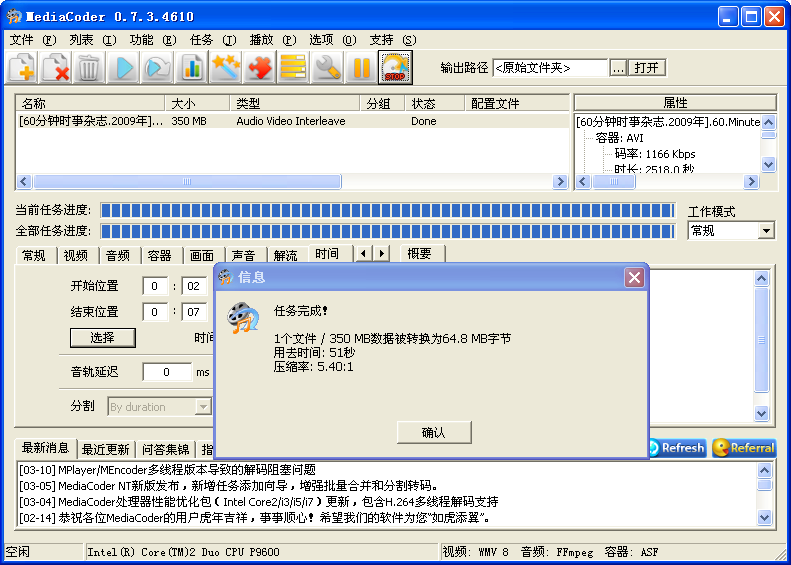 MediaCoder 0.7.3.4610
文件 (F) 列表 (I) 功能 (E) 任务 (T) 播放 (P) 选项 (O) 支持 (S)
STOP 输出路径 <原始文件夹> ... 打开
名称 大小 类型 分组 状态 配置文件 属性
[60分钟时事杂志.2009年]... 350 MB Audio Video Interleave Done [60分钟时事杂志.2009年].60.Minute
容器: AVI
码率: 1166 Kbps
时长: 2518.0 秒
当前任务进度:
全部任务进度:
工作模式
常规
常规 视频 音频 容器 画面 声音 解流 时间 概要
开始位置 0 : 02
结束位置 0 : 07
选择 时间
音轨延迟 0 ms
分割 By duration
信息
任务完成!
1个文件 / 350 MB数据被转换为64.8 MB字节
用去时间: 51秒
压缩率: 5.40:1
确认
最新消息 最近更新 问答集锦 指 Refresh Referral
[03-10] MPlayer/MEncoder多线程版本导致的解码阻塞问题
[03-05] MediaCoder NT新版发布，新增任务添加向导，增强批量合并和分割转码。
[03-04] MediaCoder处理器性能优化包（Intel Core2/i3/i5/i7）更新，包含H.264多线程解码支持
[02-14] 恭祝各位MediaCoder的用户虎年吉祥，事事顺心！希望我们的软件为您“如虎添翼”。
空闲 Intel(R) Core(TM)2 Duo CPU P9600 视频: WMV 8 音频: FFmpeg 容器: ASF